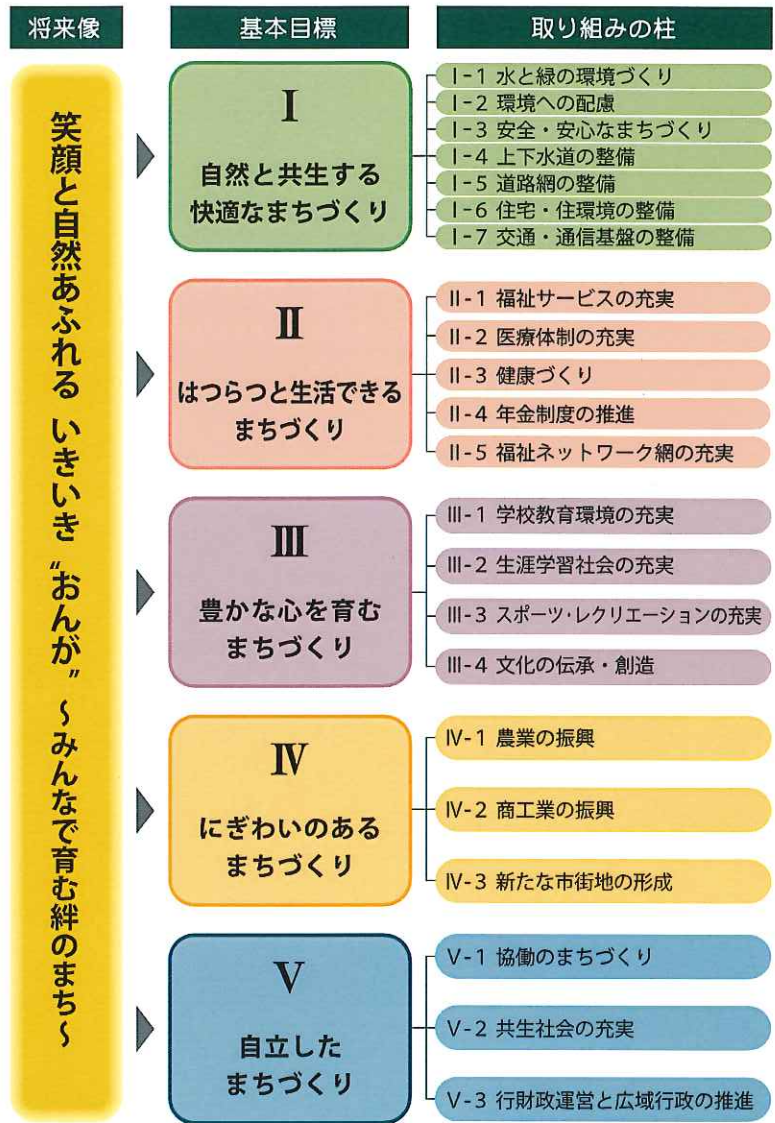 将来像
基本目標
取り組みの柱
笑顔と自然あふれる いきいき “おんが” ～みんなで育む絆のまち～
I
自然と共生する
快適なまちづくり
I-1 水と緑の環境づくり
I-2 環境への配慮
I-3 安全・安心なまちづくり
I-4 上下水道の整備
I-5 道路網の整備
I-6 住宅・住環境の整備
I-7 交通・通信基盤の整備
II
はつらつと生活できる
まちづくり
II-1 福祉サービスの充実
II-2 医療体制の充実
II-3 健康づくり
II-4 年金制度の推進
II-5 福祉ネットワーク網の充実
III
豊かな心を育む
まちづくり
III-1 学校教育環境の充実
III-2 生涯学習社会の充実
III-3 スポーツ・レクリエーションの充実
III-4 文化の伝承・創造
IV
にぎわいのある
まちづくり
IV-1 農業の振興
IV-2 商工業の振興
IV-3 新たな市街地の形成
V
自立した
まちづくり
V-1 協働のまちづくり
V-2 共生社会の充実
V-3 行財政運営と広域行政の推進